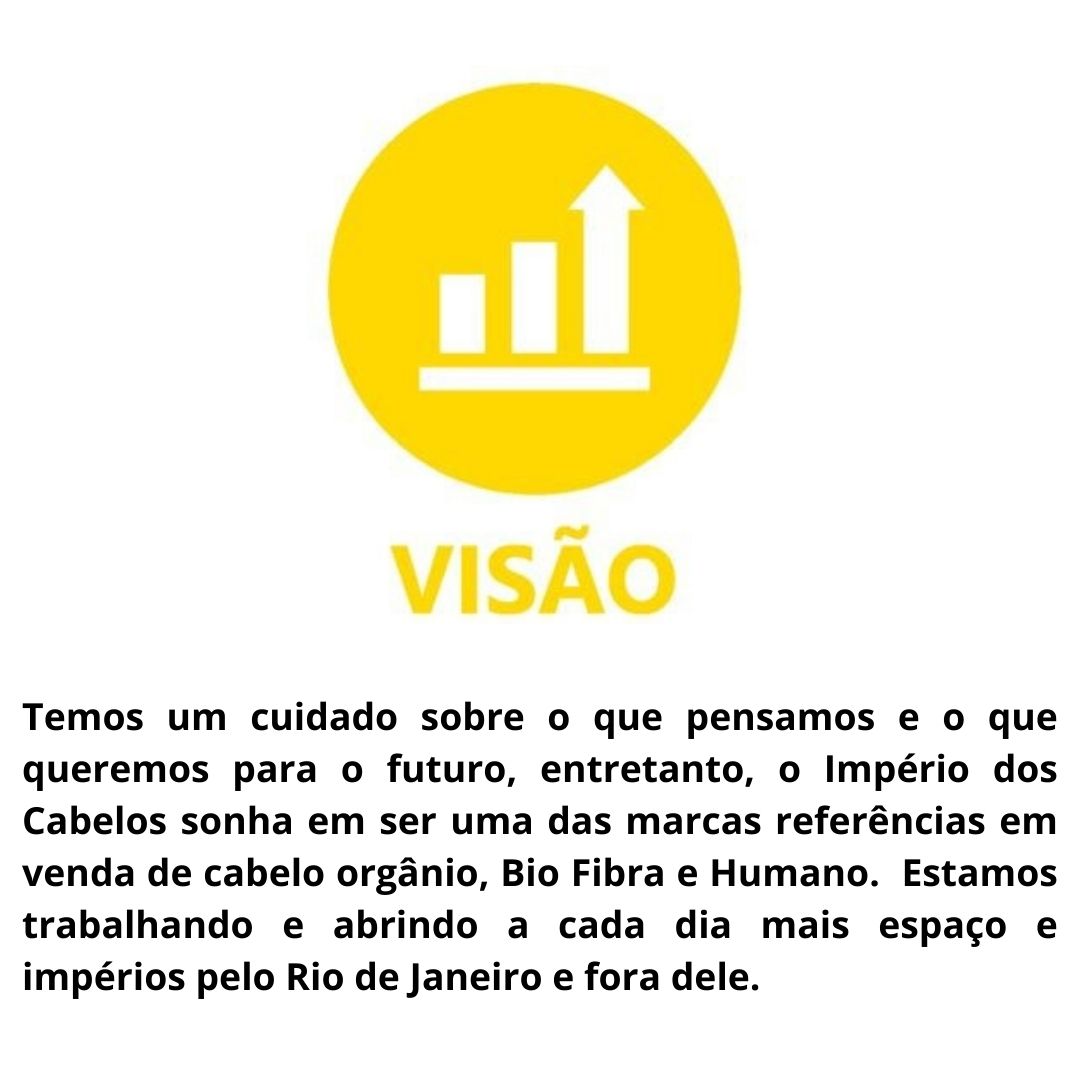 VISÃO
Temos um cuidado sobre o que pensamos e o que
queremos para o futuro, entretanto, o Império dos
Cabelos sonha em ser uma das marcas referências em
venda de cabelo orgânio, Bio Fibra e Humano.  Estamos
trabalhando e abrindo a cada dia mais espaço e
impérios pelo Rio de Janeiro e fora dele.